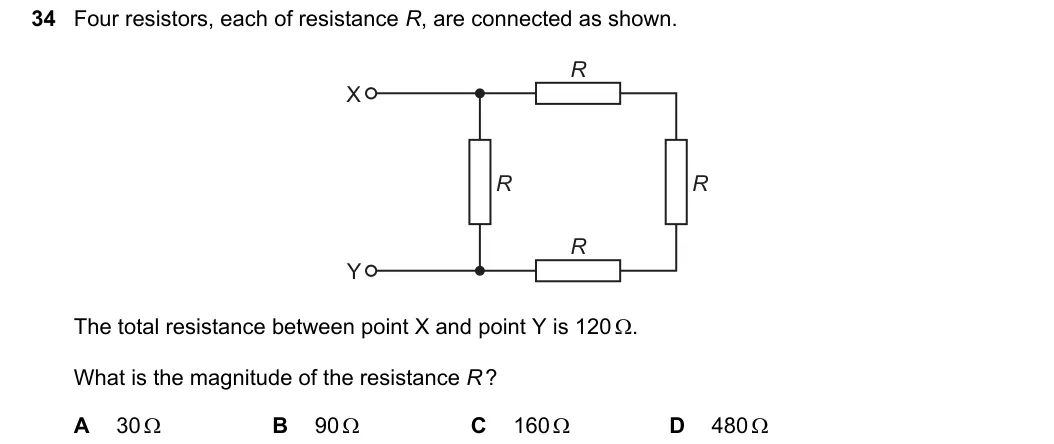 34 Four resistors, each of resistance R, are connected as shown.
R
X
R
R
R
Y
The total resistance between point X and point Y is 120 Ω.
What is the magnitude of the resistance R?
A 30 Ω B 90 Ω C 160 Ω D 480 Ω